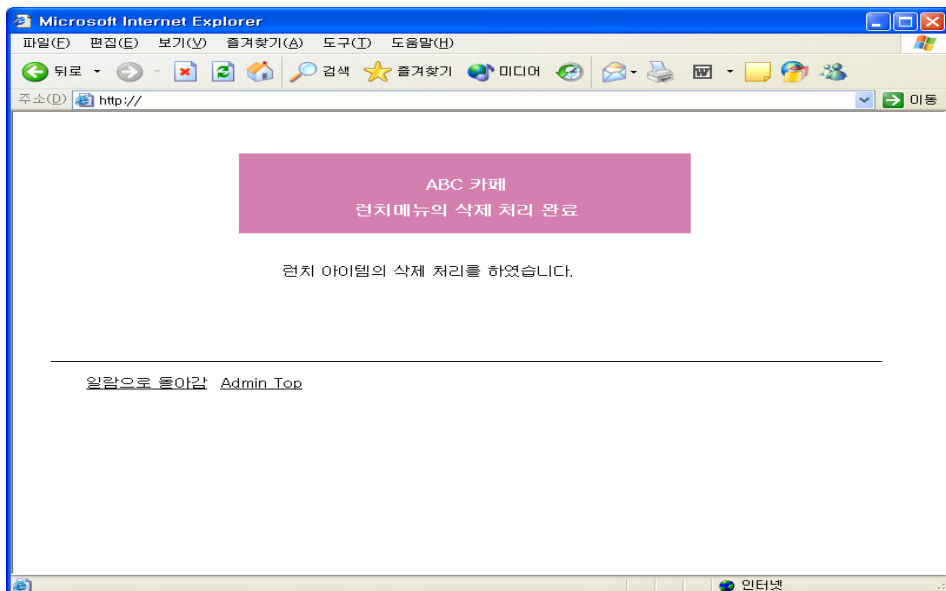 Microsoft Internet Explorer
파일(F) 편집(E) 보기(V) 즐겨찾기(A) 도구(T) 도움말(H)
뒤로 검색 즐겨찾기 미디어
주소(D) http:// 이동
ABC 카페
런치메뉴의 삭제 처리 완료
런치 아이템의 삭제 처리를 하였습니다.
일람으로 돌아감 Admin Top
인터넷